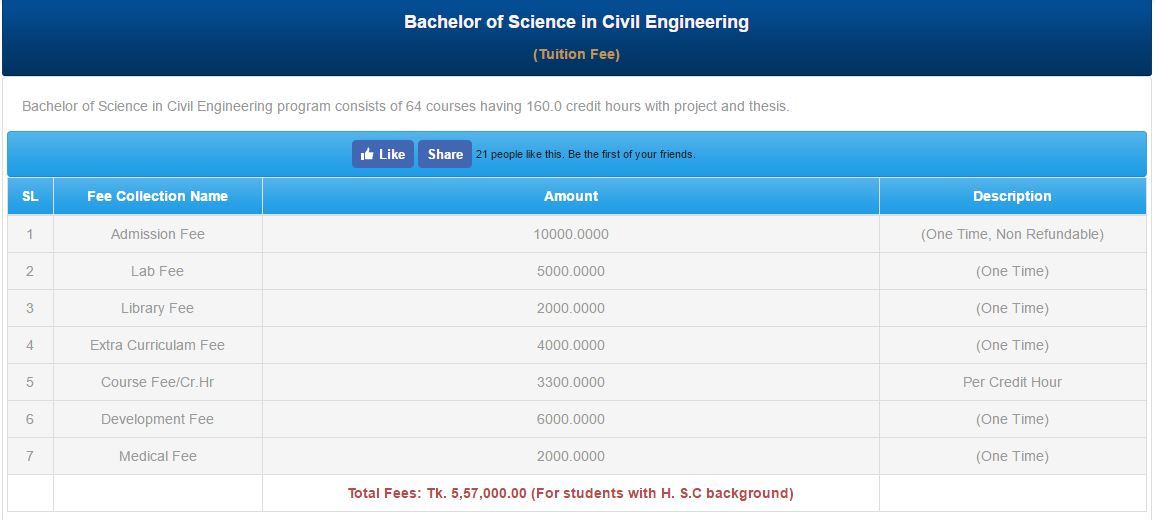 Bachelor of Science in Civil Engineering
(Tuition Fee)
Bachelor of Science in Civil Engineering program consists of 64 courses having 160.0 credit hours with project and thesis.
Like Share 21 people like this. Be the first of your friends.
SL Fee Collection Name Amount Description
1 Admission Fee 10000.0000 (One Time, Non Refundable)
2 Lab Fee 5000.0000 (One Time)
3 Library Fee 2000.0000 (One Time)
4 Extra Curriculam Fee 4000.0000 (One Time)
5 Course Fee/Cr.Hr 3300.0000 Per Credit Hour
6 Development Fee 6000.0000 (One Time)
7 Medical Fee 2000.0000 (One Time)
Total Fees: Tk. 5,57,000.00 (For students with H. S.C background)